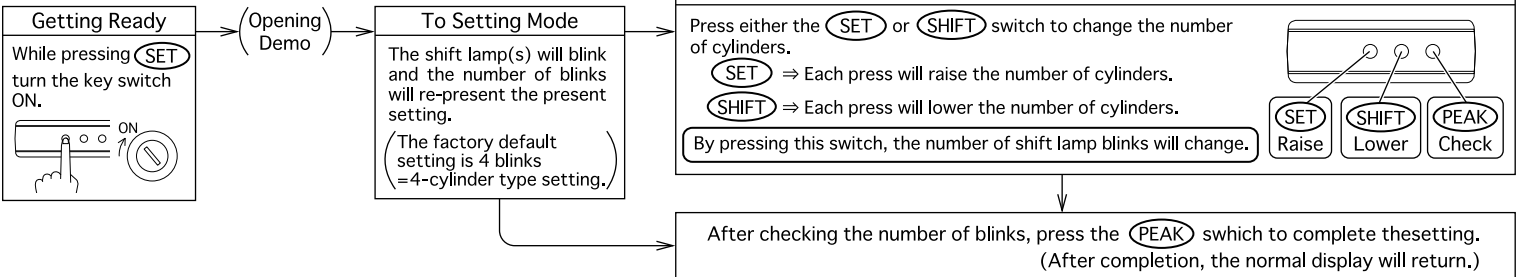 Getting Ready
While pressing SET
turn the key switch
ON.
ON
(Opening
Demo)
To Setting Mode
The shift lamp(s) will blink
and the number of blinks
will re-present the present
setting.
(The factory default
setting is 4 blinks
=4-cylinder type setting.)
Press either the SET or SHIFT switch to change the number
of cylinders.
SET ⇒ Each press will raise the number of cylinders.
SHIFT ⇒ Each press will lower the number of cylinders.
By pressing this switch, the number of shift lamp blinks will change.
SET
Raise
SHIFT
Lower
PEAK
Check
After checking the number of blinks, press the PEAK swhich to complete thesetting.
(After completion, the normal display will return.)